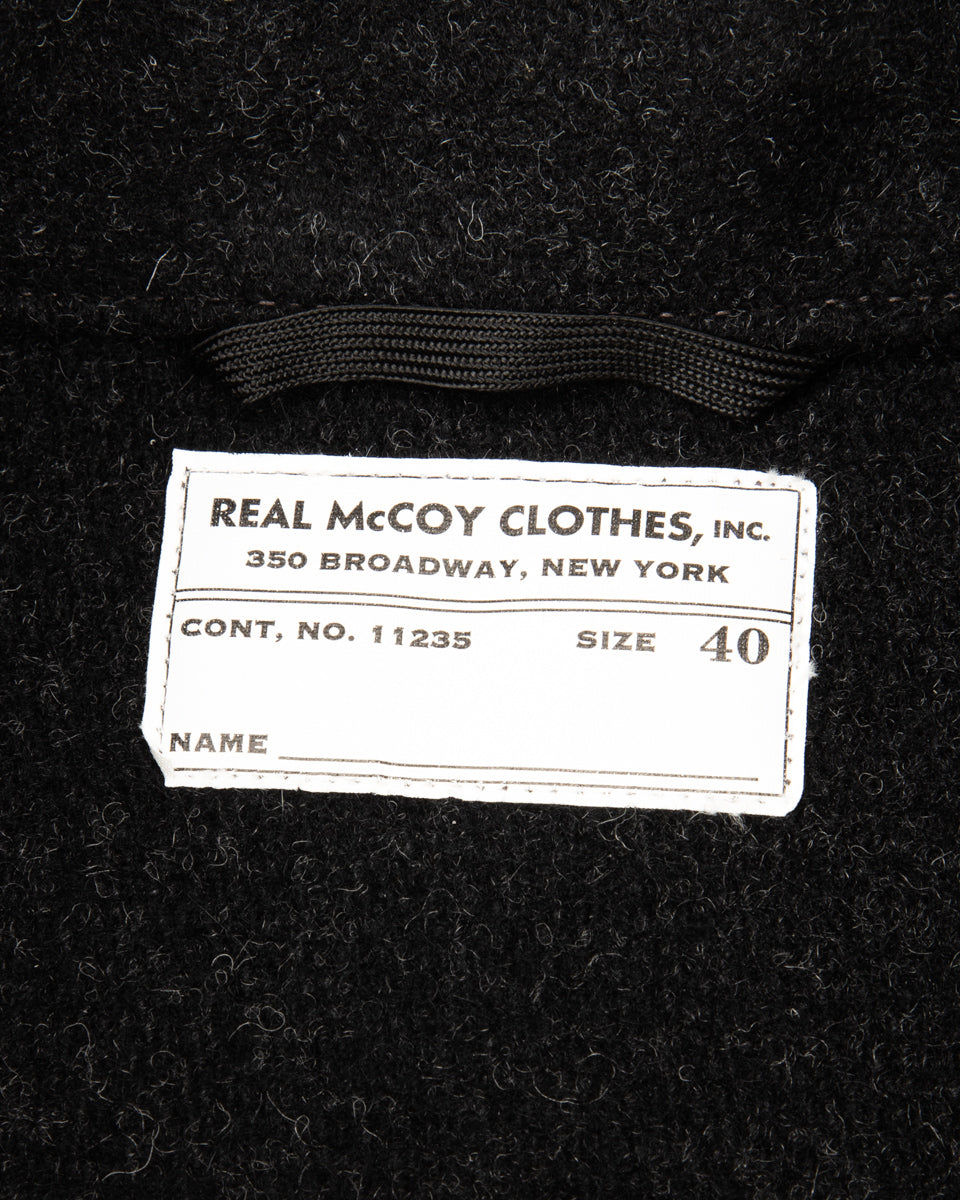 REAL McCOY CLOTHES, INC.
350 BROADWAY, NEW YORK
CONT, NO. 11235 SIZE 40
NAME